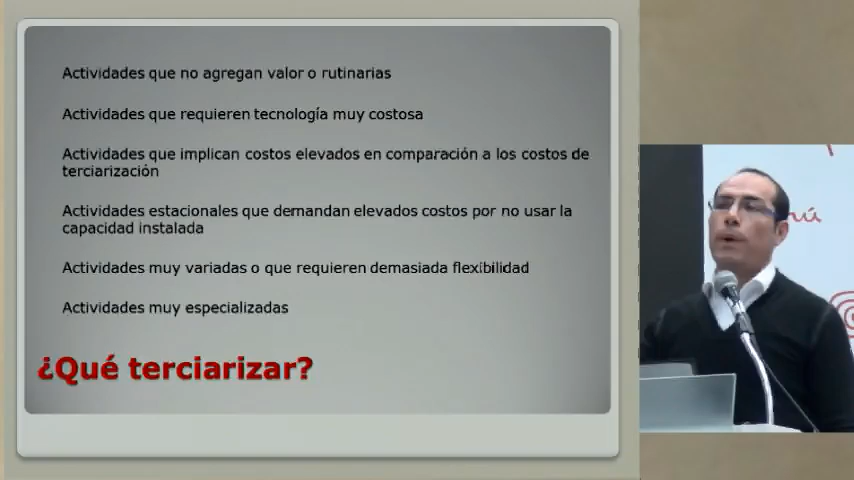 Actividades que no agregan valor o rutinarias
Actividades que requieren tecnología muy costosa
Actividades que implican costos elevados en comparación a los costos de
terciarización
Actividades estacionales que demandan elevados costos por no usar la
capacidad instalada
Actividades muy variadas o que requieren demasiada flexibilidad
Actividades muy especializadas
¿Qué terciarizar?